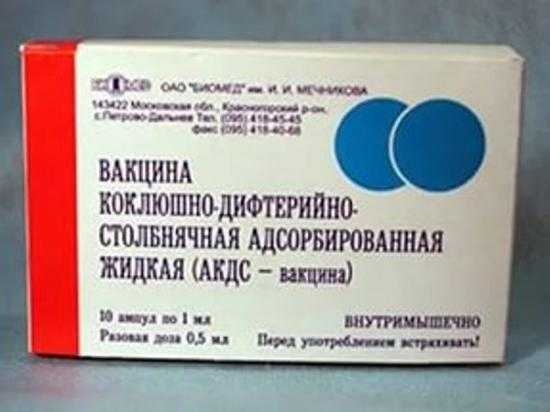 БИОМЕД ОАО "БИОМЕД" им. И. И. МЕЧНИКОВА
143422 Московская обл., Красногорский р-он,
с.Петрово-Дальнее Тел. (095) 418-45-45
факс (095) 418-40-68
ВАКЦИНА
КОКЛЮШНО-ДИФТЕРИЙНО-
СТОЛБНЯЧНАЯ АДСОРБИРОВАННАЯ
ЖИДКАЯ (АКДС – вакцина)
10 ампул по 1 мл ВНУТРИМЫШЕЧНО
Разовая доза 0,5 мл Перед употреблением встряхивать!